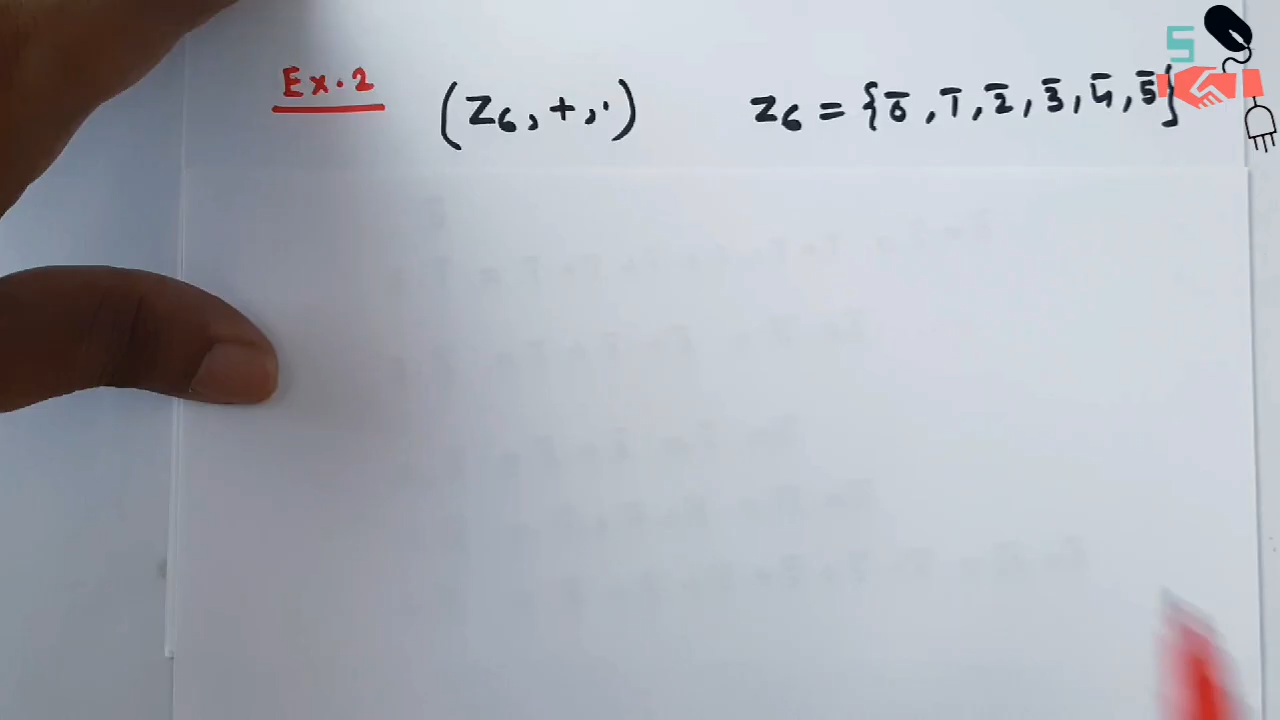 Ex.2 (Z₆, +, ·) Z₆ = {0̄, 1̄, 2̄, 3̄, 4̄, 5̄}
S